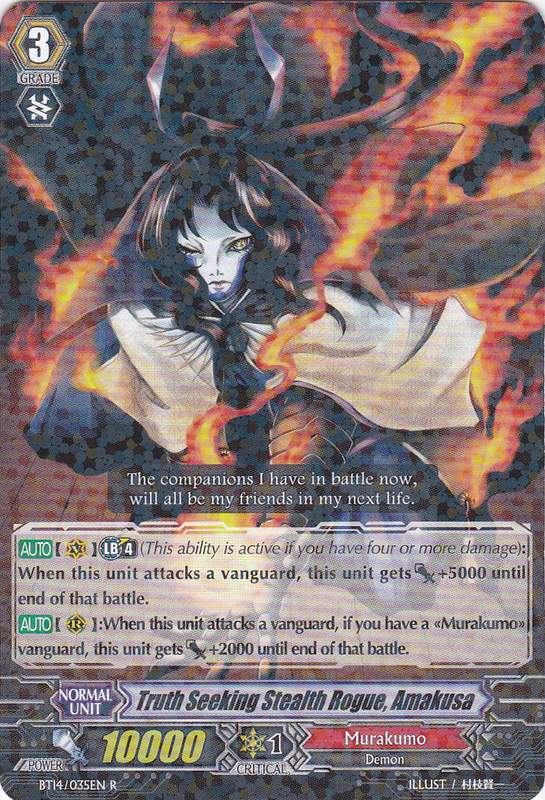 3
GRADE
The companions I have in battle now,
will all be my friends in my next life.
AUTO【 V 】LB 4 (This ability is active if you have four or more damage):
When this unit attacks a vanguard, this unit gets +5000 until
end of that battle.
AUTO【 R 】:When this unit attacks a vanguard, if you have a «Murakumo»
vanguard, this unit gets +2000 until end of that battle.
NORMAL
UNIT
Truth Seeking Stealth Rogue, Amakusa
POWER
10000
1
CRITICAL
Murakumo
Demon
BT14/035EN R
ILLUST / 村枝賢一